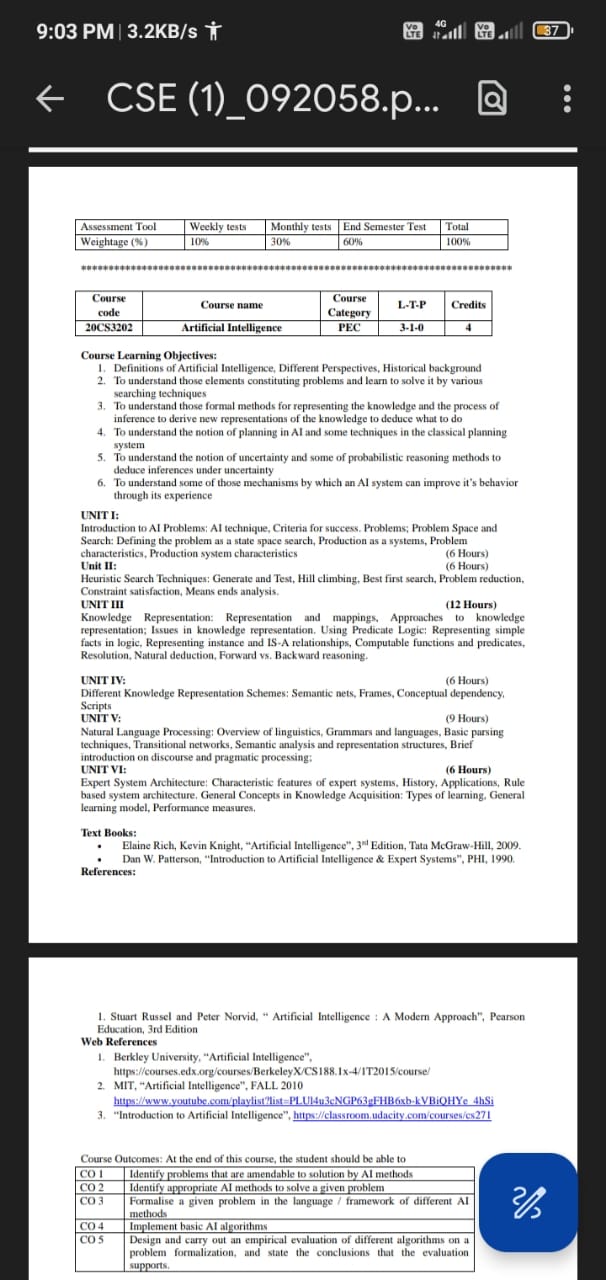 9:03 PM | 3.2KB/s
Vo LTE 4G Vo LTE 37
CSE (1)_092058.p...
Assessment Tool Weekly tests Monthly tests End Semester Test Total
Weightage (%) 10% 30% 60% 100%
************************************************************************************************
Course code Course name Course Category L-T-P Credits
20CS3202 Artificial Intelligence PEC 3-1-0 4
Course Learning Objectives:
1. Definitions of Artificial Intelligence, Different Perspectives, Historical background
2. To understand those elements constituting problems and learn to solve it by various
searching techniques
3. To understand those formal methods for representing the knowledge and the process of
inference to derive new representations of the knowledge to deduce what to do
4. To understand the notion of planning in AI and some techniques in the classical planning
system
5. To understand the notion of uncertainty and some of probabilistic reasoning methods to
deduce inferences under uncertainty
6. To understand some of those mechanisms by which an AI system can improve it's behavior
through its experience
UNIT I:
Introduction to AI Problems: AI technique, Criteria for success. Problems; Problem Space and
Search: Defining the problem as a state space search, Production as a systems, Problem
characteristics, Production system characteristics (6 Hours)
Unit II: (6 Hours)
Heuristic Search Techniques: Generate and Test, Hill climbing, Best first search, Problem reduction,
Constraint satisfaction, Means ends analysis.
UNIT III (12 Hours)
Knowledge Representation: Representation and mappings, Approaches to knowledge
representation; Issues in knowledge representation. Using Predicate Logic: Representing simple
facts in logic, Representing instance and IS-A relationships, Computable functions and predicates,
Resolution, Natural deduction, Forward vs. Backward reasoning.
UNIT IV: (6 Hours)
Different Knowledge Representation Schemes: Semantic nets, Frames, Conceptual dependency,
Scripts
UNIT V: (9 Hours)
Natural Language Processing: Overview of linguistics, Grammars and languages, Basic parsing
techniques, Transitional networks, Semantic analysis and representation structures, Brief
introduction on discourse and pragmatic processing;
UNIT VI: (6 Hours)
Expert System Architecture: Characteristic features of expert systems, History, Applications, Rule
based system architecture. General Concepts in Knowledge Acquisition: Types of learning, General
learning model, Performance measures.
Text Books:
• Elaine Rich, Kevin Knight, "Artificial Intelligence", 3rd Edition, Tata McGraw-Hill, 2009.
• Dan W. Patterson, "Introduction to Artificial Intelligence & Expert Systems", PHI, 1990.
References:
1. Stuart Russel and Peter Norvid, " Artificial Intelligence : A Modern Approach", Pearson
Education, 3rd Edition
Web References
1. Berkley University, "Artificial Intelligence",
https://courses.edx.org/courses/BerkeleyX/CS188.1x-4/1T2015/course/
2. MIT, "Artificial Intelligence", FALL 2010
https://www.youtube.com/playlist?list=PLUl4u3cNGP63gFHB6xb-kVBiQHYe_4hSi
3. "Introduction to Artificial Intelligence", https://classroom.udacity.com/courses/cs271
Course Outcomes: At the end of this course, the student should be able to
CO 1 Identify problems that are amendable to solution by AI methods
CO 2 Identify appropriate AI methods to solve a given problem
CO 3 Formalise a given problem in the language / framework of different AI
methods
CO 4 Implement basic AI algorithms
CO 5 Design and carry out an empirical evaluation of different algorithms on a
problem formalization, and state the conclusions that the evaluation
supports.